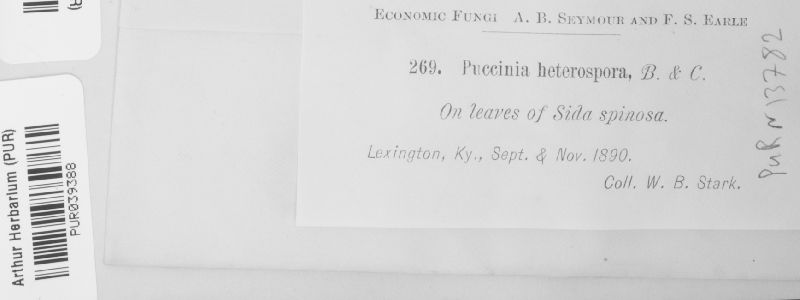 ECONOMIC FUNGI A. B. SEYMOUR AND F. S. EARLE
269. Puccinia heterospora, B. & C.
On leaves of Sida spinosa.
Lexington, Ky., Sept. & Nov. 1890.
Coll. W. B. Stark.
PUR N 13782
Arthur Herbarium (PUR)
PUR039388